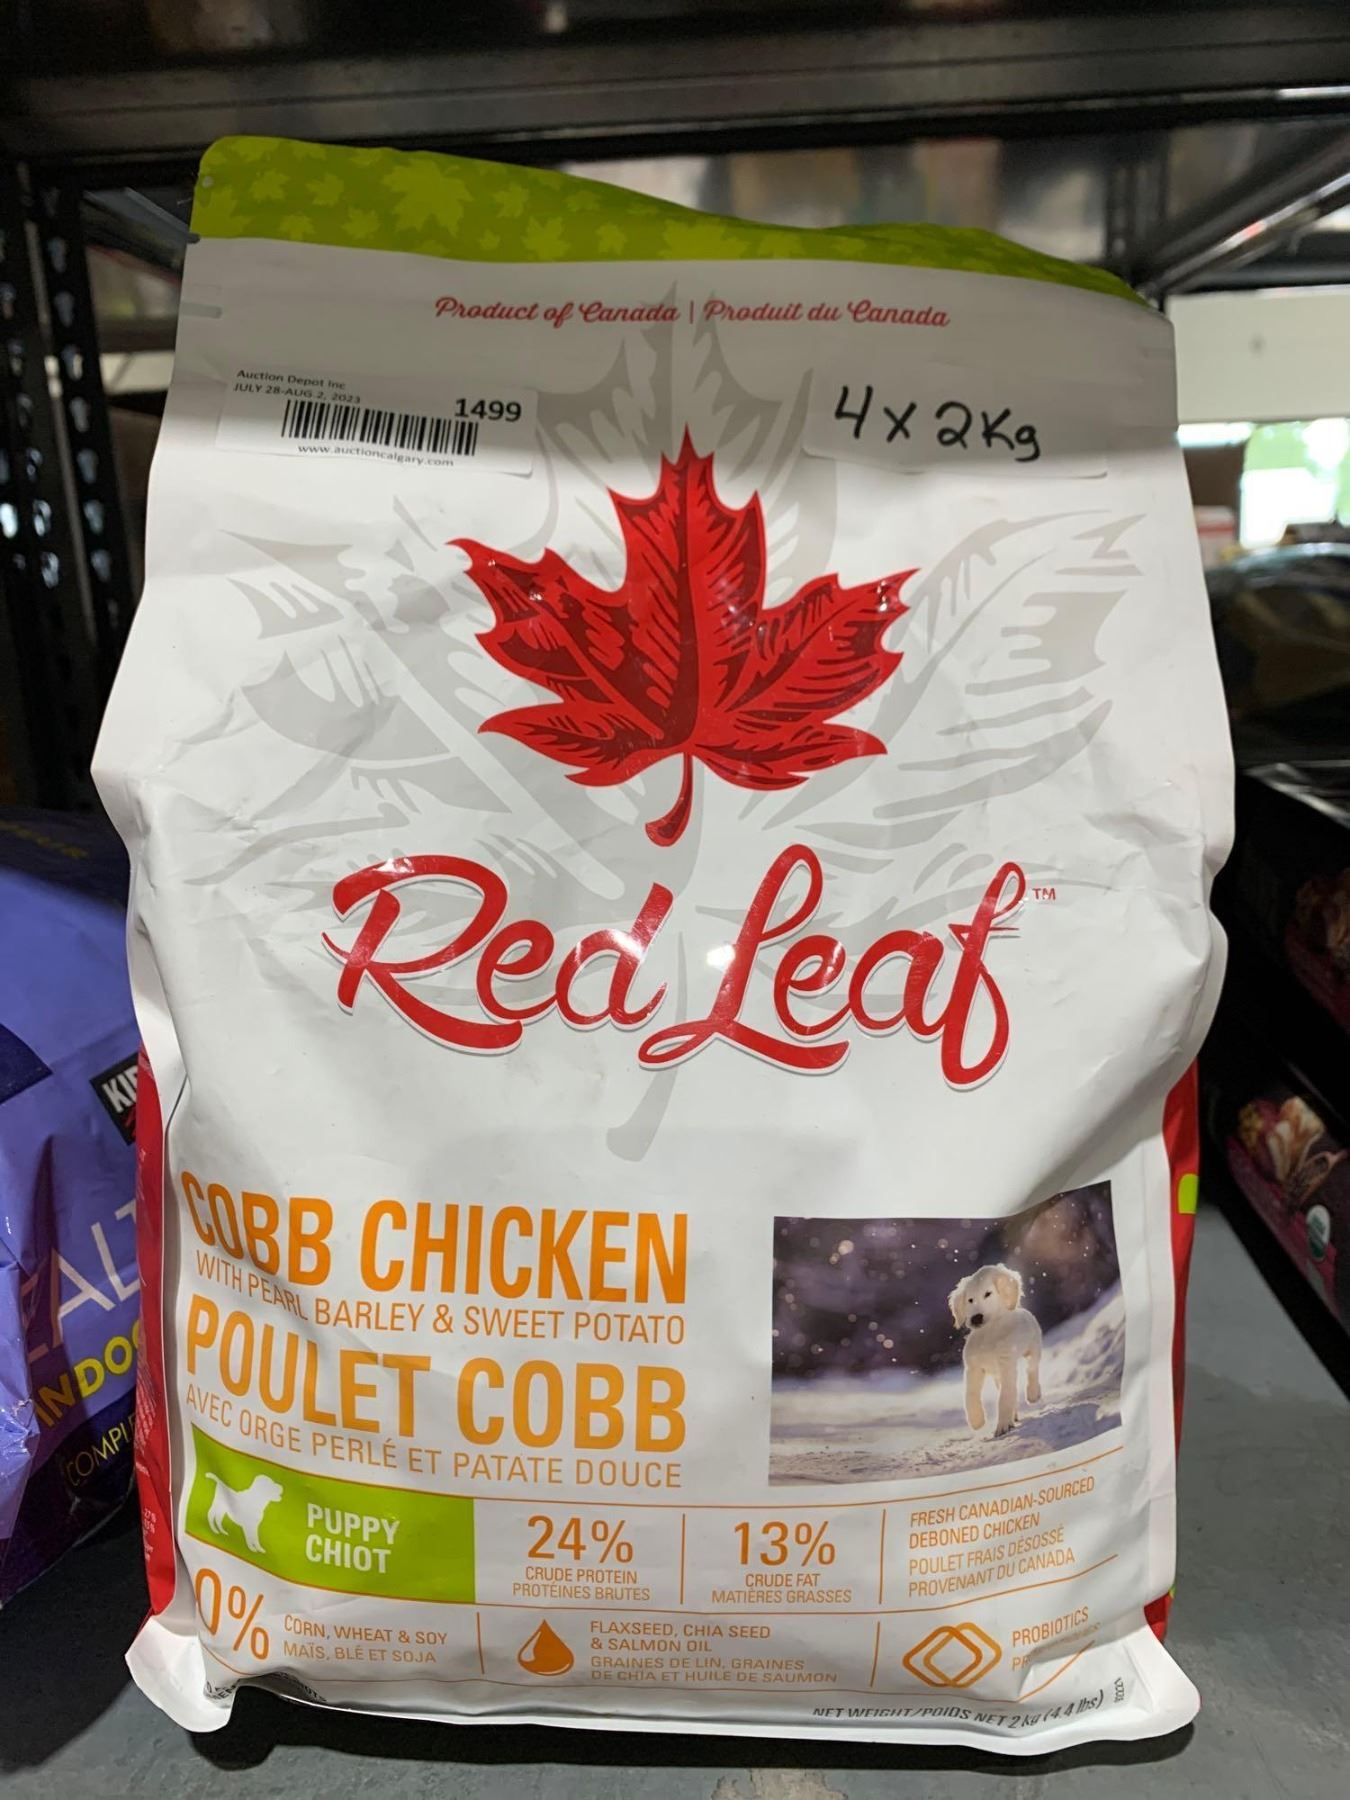 Product of Canada | Produit du Canada
Auction Depot Inc
JULY 28-AUG 2, 2023
1499
www.auctioncalgary.com
4 x 2Kg
Red Leaf™
COBB CHICKEN
WITH PEARL BARLEY & SWEET POTATO
POULET COBB
AVEC ORGE PERLÉ ET PATATE DOUCE
PUPPY
CHIOT
24%
CRUDE PROTEIN
PROTÉINES BRUTES
13%
CRUDE FAT
MATIÈRES GRASSES
FRESH CANADIAN-SOURCED
DEBONED CHICKEN
POULET FRAIS DÉSOSSÉ
PROVENANT DU CANADA
0%
CORN, WHEAT & SOY
MAÏS, BLÉ ET SOJA
FLAXSEED, CHIA SEED
& SALMON OIL
GRAINES DE LIN, GRAINES
DE CHIA ET HUILE DE SAUMON
PROBIOTICS
NET WEIGHT/POIDS NET 2 kg (4.4 lbs)